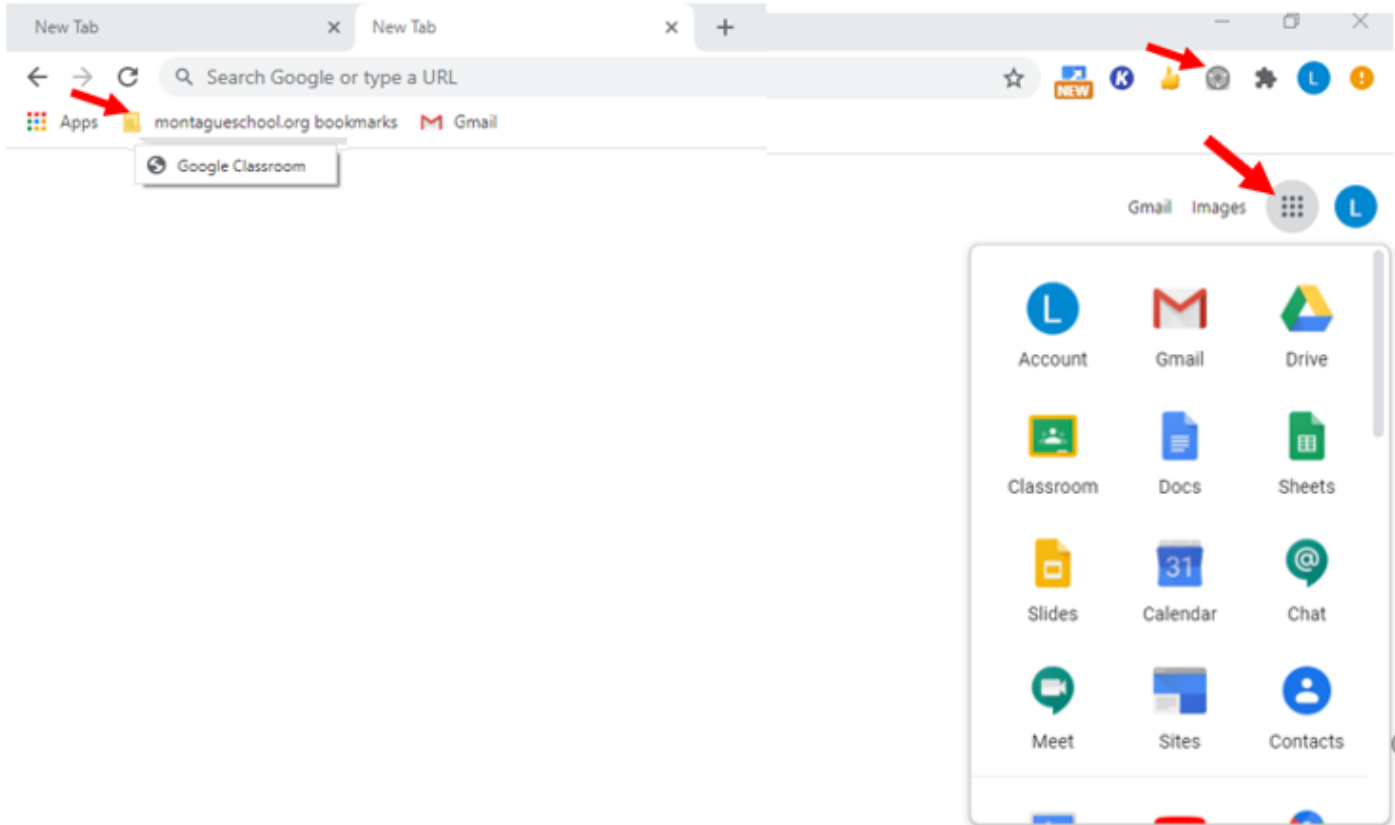 New Tab
New Tab
Search Google or type a URL
NEW
K
L
!
Apps
montagueschool.org bookmarks
Gmail
Google Classroom
Gmail Images
L
L
Account Gmail Drive
Classroom Docs Sheets
31
@
Slides Calendar Chat
Meet Sites Contacts